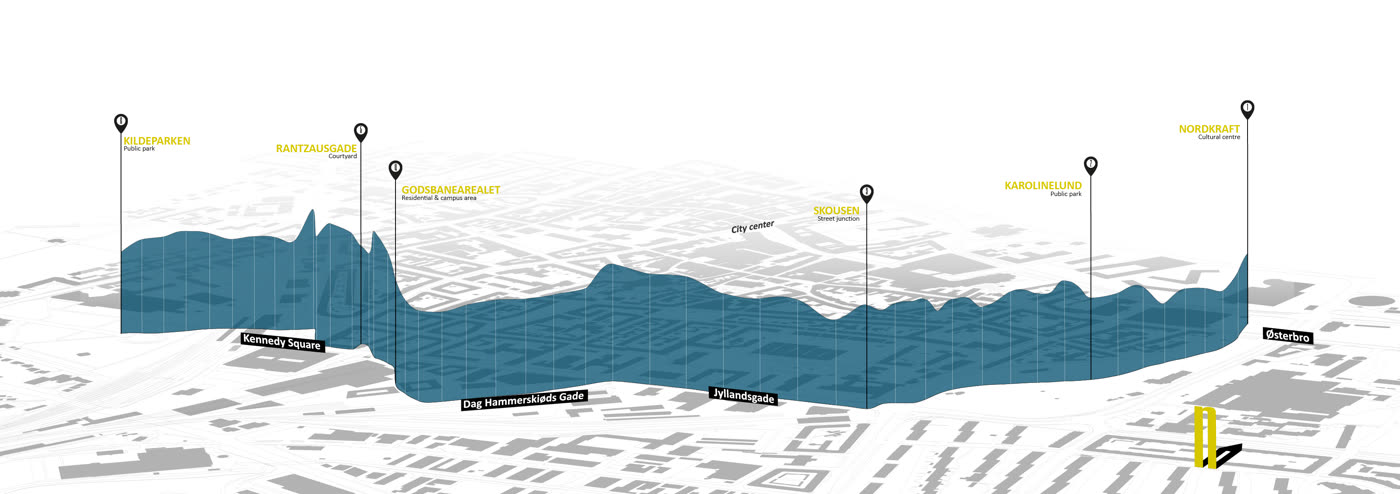 KILDEPARKEN
Public park
RANTZAUSGADE
Courtyard
GODSBANEAREALET
Residential & campus area
City center
SKOUSEN
Street junction
KAROLINELUND
Public park
NORDKRAFT
Cultural centre
Kennedy Square
Dag Hammerskiøds Gade
Jyllandsgade
Østerbro